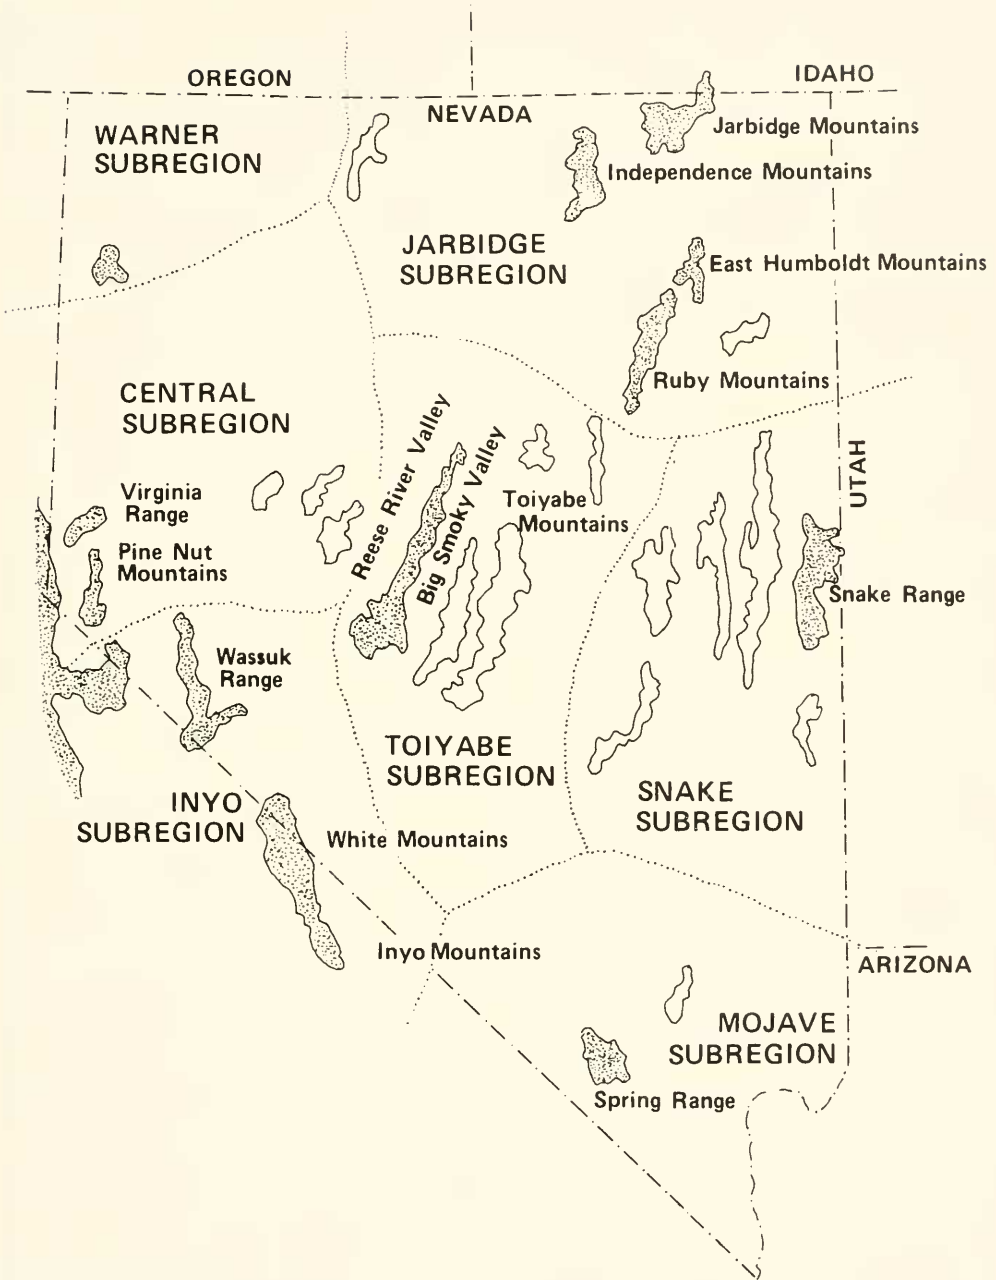 OREGON
IDAHO
NEVADA
WARNER
SUBREGION
Jarbidge Mountains
Independence Mountains
JARBIDGE
SUBREGION
East Humboldt Mountains
Ruby Mountains
CENTRAL
SUBREGION
Reese River Valley
Big Smoky Valley
UTAH
Virginia
Range
Toiyabe
Mountains
Pine Nut
Mountains
Snake Range
Wassuk
Range
TOIYABE
SUBREGION
SNAKE
SUBREGION
INYO
SUBREGION
White Mountains
Inyo Mountains
ARIZONA
MOJAVE
SUBREGION
Spring Range